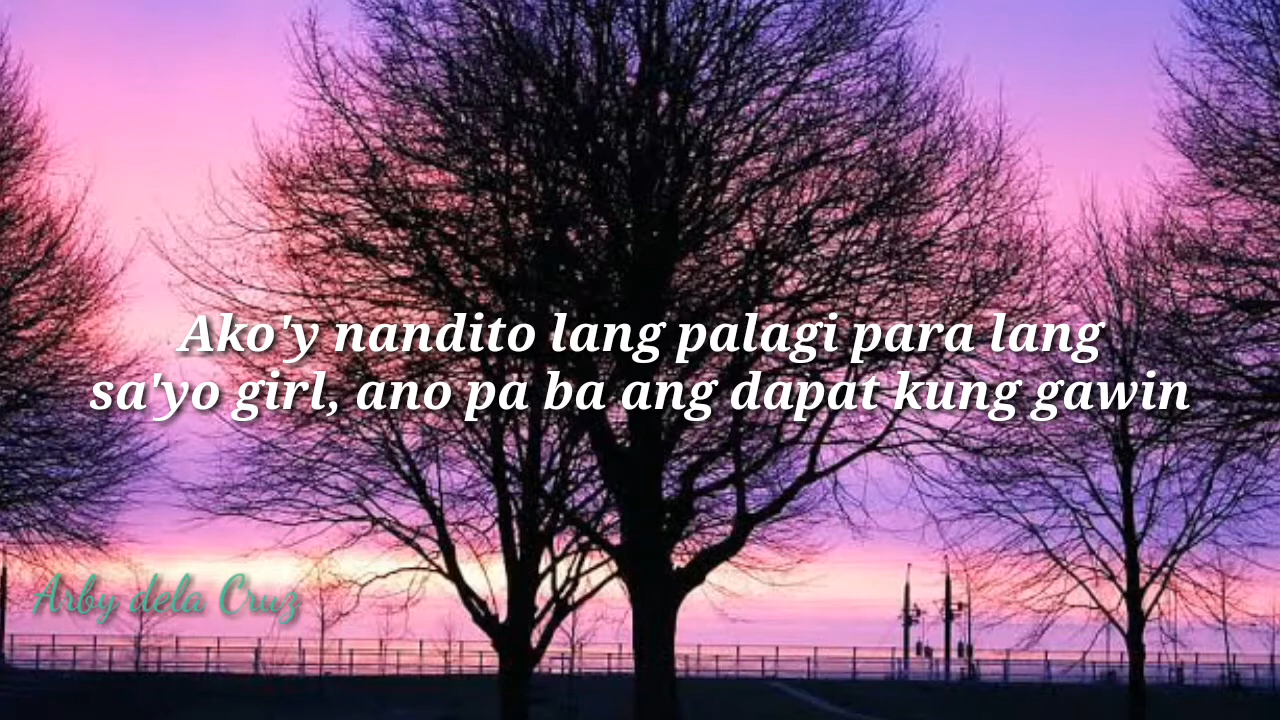 Ako'y nandito lang palagi para lang
sa'yo girl, ano pa ba ang dapat kung gawin
Arby dela Cruz